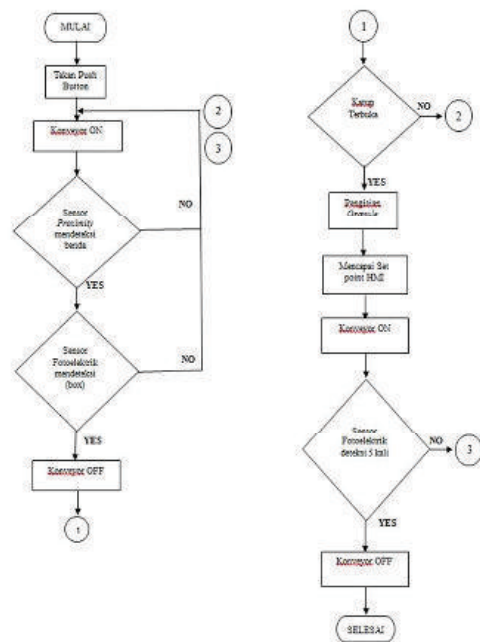 MULAI
Takan Push
Button
2
Konveyor ON
3
Sensor
Proximity
mendeteksi
benda
NO
YES
Sensor
Fotoelektrik
mendeteksi
(box)
NO
YES
Konveyor OFF
1
1
Katup
Terbuka
NO
2
YES
Pengisian
Granule
Mencapai Set
point HMI
Konveyor ON
Sensor
Fotoelektrik
deteksi 5 kali
NO
3
YES
Konveyor OFF
SELESAI